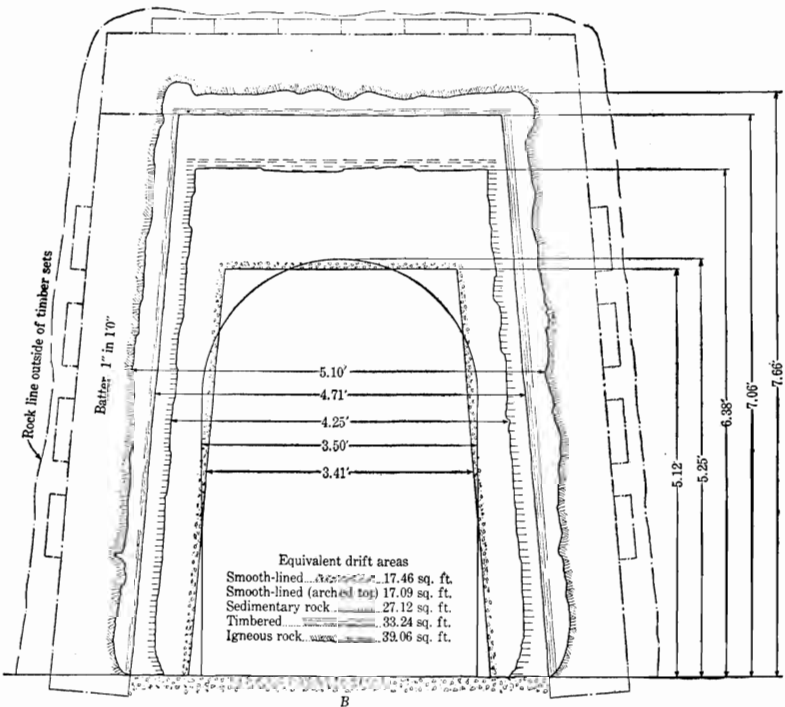 Rock line outside of timber sets
Batter 1" in 1'0"
5.10'
4.71'
4.25'
3.50'
3.41'
5.12'
5.25'
6.38'
7.06'
7.66'
Equivalent drift areas
Smooth-lined 17.46 sq. ft.
Smooth-lined (arched top) 17.09 sq. ft.
Sedimentary rock 27.12 sq. ft.
Timbered 33.24 sq. ft.
Igneous rock 39.06 sq. ft.
B